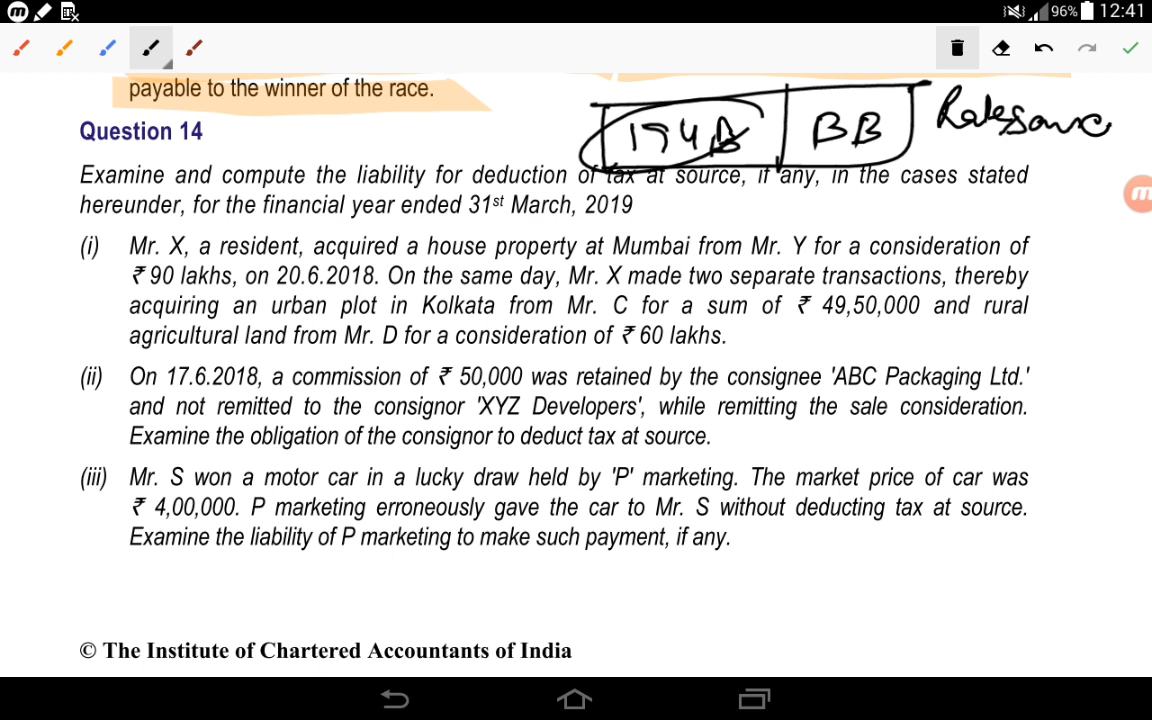 96% 12:41
payable to the winner of the race.
Question 14
194B BB Rates same
Examine and compute the liability for deduction of tax at source, if any, in the cases stated
hereunder, for the financial year ended 31st March, 2019
(i) Mr. X, a resident, acquired a house property at Mumbai from Mr. Y for a consideration of
₹ 90 lakhs, on 20.6.2018. On the same day, Mr. X made two separate transactions, thereby
acquiring an urban plot in Kolkata from Mr. C for a sum of ₹ 49,50,000 and rural
agricultural land from Mr. D for a consideration of ₹ 60 lakhs.
(ii) On 17.6.2018, a commission of ₹ 50,000 was retained by the consignee 'ABC Packaging Ltd.'
and not remitted to the consignor 'XYZ Developers', while remitting the sale consideration.
Examine the obligation of the consignor to deduct tax at source.
(iii) Mr. S won a motor car in a lucky draw held by 'P' marketing. The market price of car was
₹ 4,00,000. P marketing erroneously gave the car to Mr. S without deducting tax at source.
Examine the liability of P marketing to make such payment, if any.
© The Institute of Chartered Accountants of India